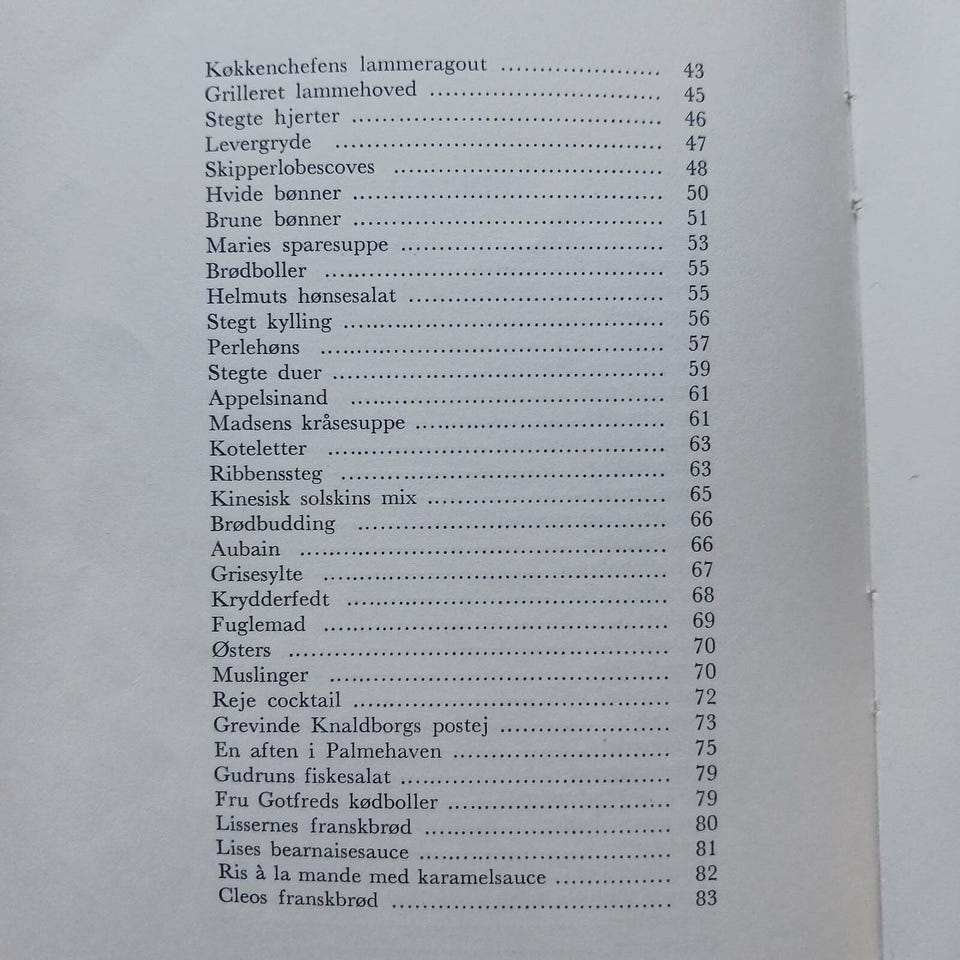 Køkkenchefens lammeragout ........................ 43
Grilleret lammehoved ................................. 45
Stegte hjerter ............................................ 46
Levergryde ............................................... 47
Skipperlobescoves ..................................... 48
Hvide bønner ............................................ 50
Brune bønner ............................................ 51
Maries sparesuppe ..................................... 53
Brødboller ................................................ 55
Helmuts hønsesalat .................................... 55
Stegt kylling .............................................. 56
Perlehøns ................................................. 57
Stegte duer ............................................... 59
Appelsinand ............................................. 61
Madsens kråsesuppe ................................... 61
Koteletter ................................................ 63
Ribbenssteg .............................................. 63
Kinesisk solskins mix .................................. 65
Brødbudding ............................................ 66
Aubain .................................................... 66
Grisesylte ................................................. 67
Krydderfedt .............................................. 68
Fuglemad ................................................. 69
Østers ...................................................... 70
Muslinger ................................................ 70
Reje cocktail ............................................. 72
Grevinde Knaldborgs postej ......................... 73
En aften i Palmehaven ................................ 75
Gudruns fiskesalat ..................................... 79
Fru Gotfreds kødboller ................................ 79
Lissernes franskbrød ................................... 80
Lises bearnaisesauce ................................... 81
Ris à la mande med karamelsauce ................ 82
Cleos franskbrød ........................................ 83